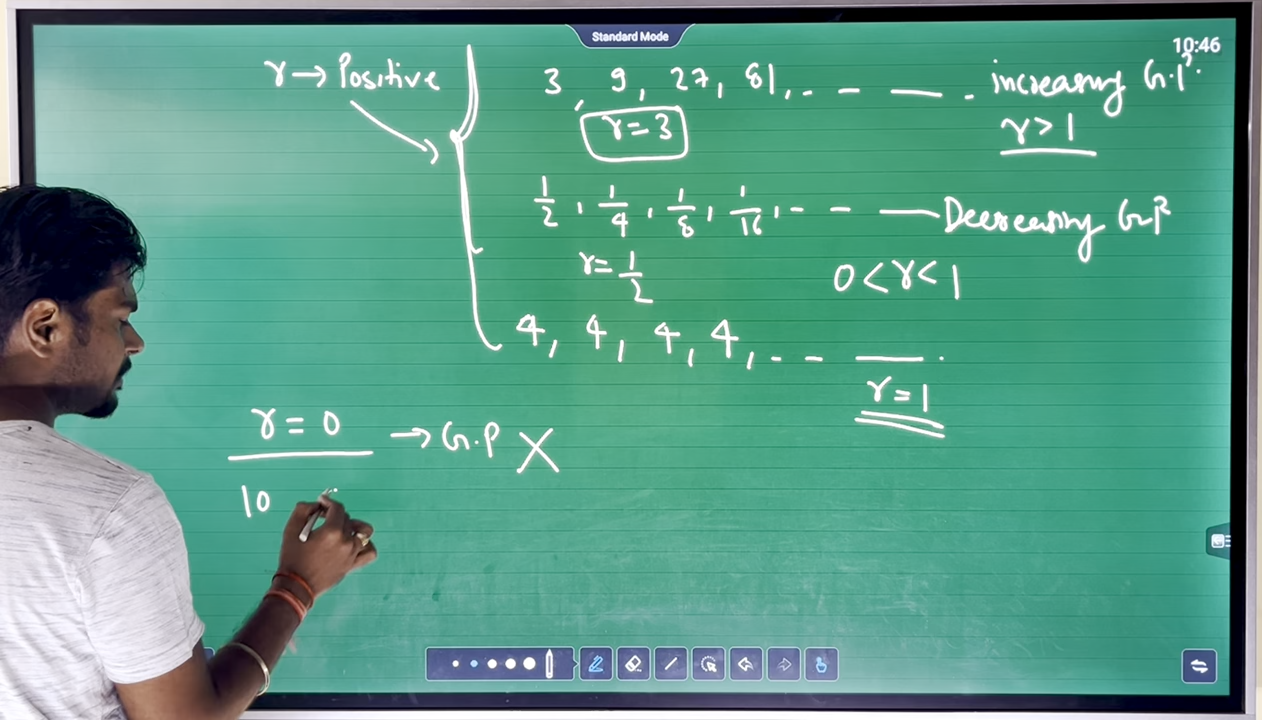 Standard Mode
10:46
r → Positive
3, 9, 27, 81, - - — . increasing G.P.
r = 3
r > 1
1/2, 1/4, 1/8, 1/16, - - — Decreasing G.P
r = 1/2
0 < r < 1
4, 4, 4, 4, - - — .
r = 1
r = 0 → G.P X
10